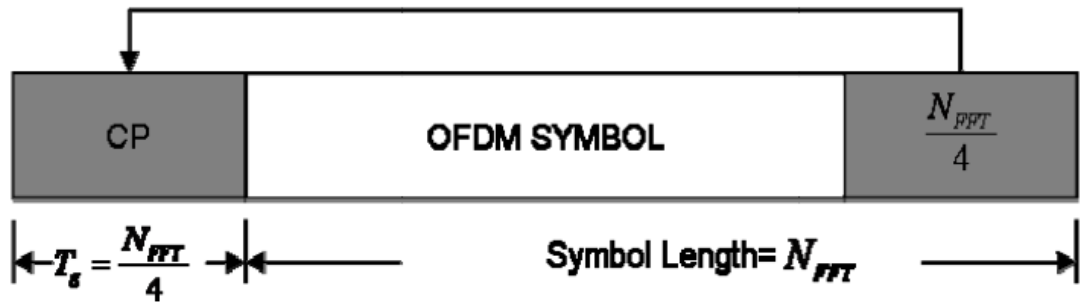 CP
OFDM SYMBOL
N_FFT/4
T_g = N_FFT/4
Symbol Length= N_FFT